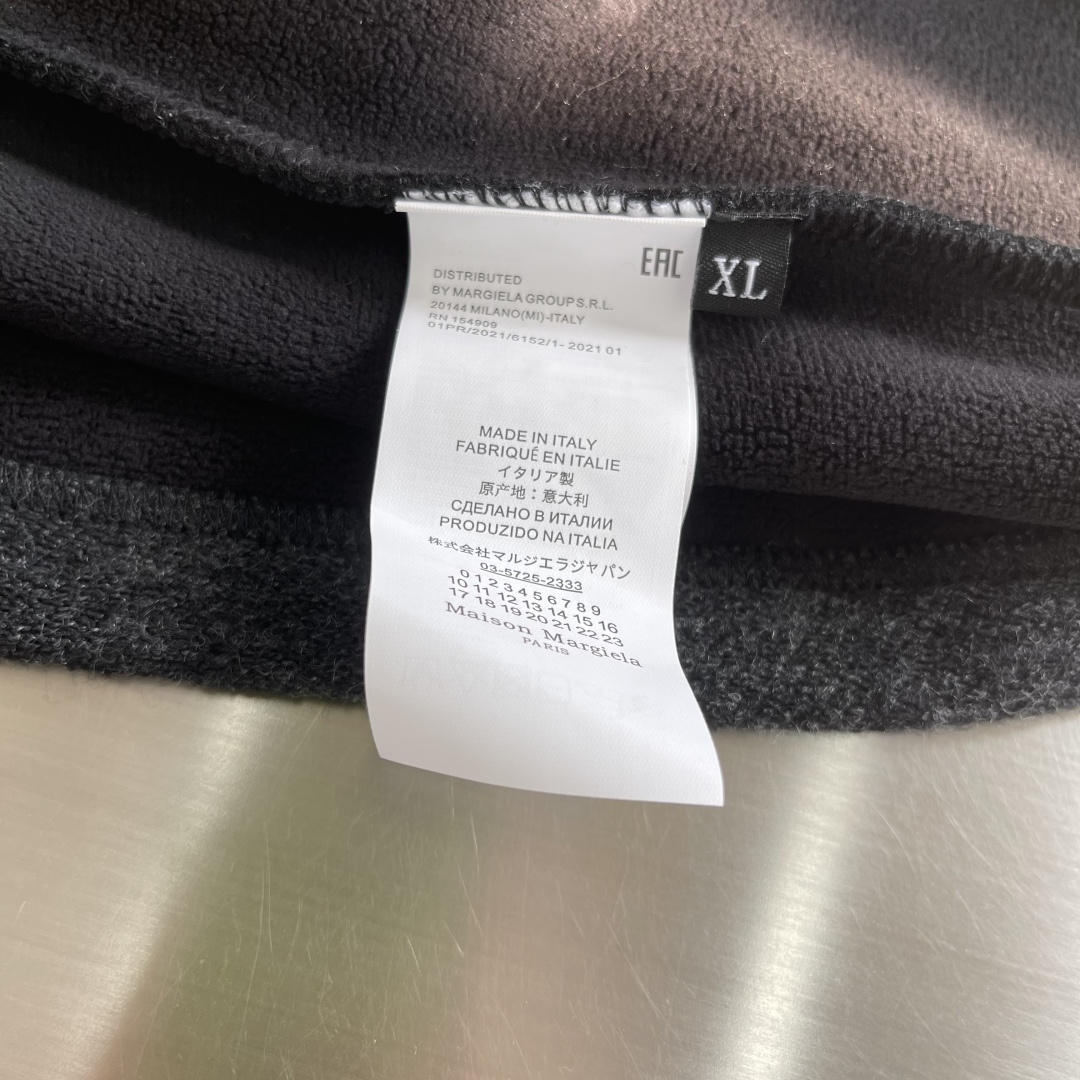 EAC
XL
DISTRIBUTED
BY MARGIELA GROUP S.R.L.
20144 MILANO(MI)-ITALY
RN 154909
01PR/2021/6152/1- 2021 01
MADE IN ITALY
FABRIQUÉ EN ITALIE
イタリア製
原产地：意大利
СДЕЛАНО В ИТАЛИИ
PRODUZIDO NA ITALIA
株式会社マルジエラジャパン
03-5725-2333
0 1 2 3 4 5 6 7 8 9
10 11 12 13 14 15 16
17 18 19 20 21 22 23
Maison Margiela
PARIS